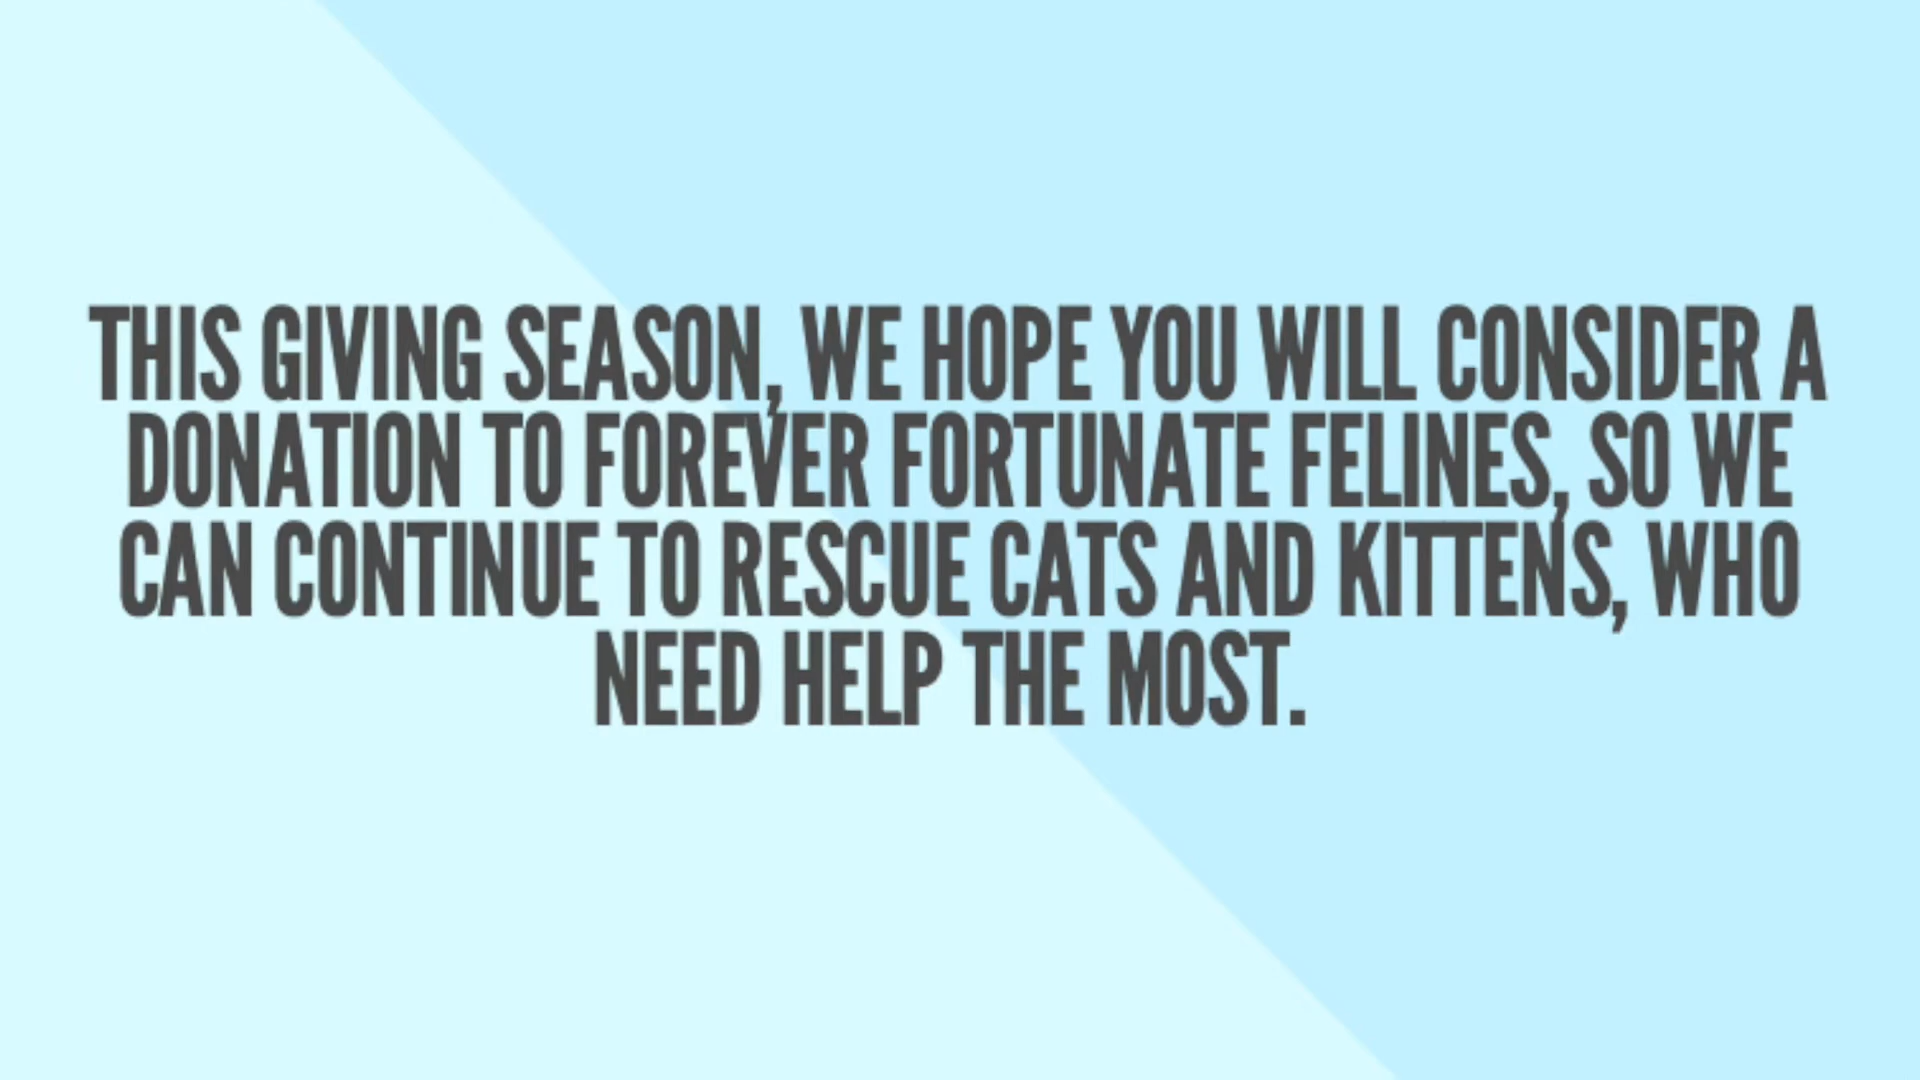 THIS GIVING SEASON, WE HOPE YOU WILL CONSIDER A
DONATION TO FOREVER FORTUNATE FELINES, SO WE
CAN CONTINUE TO RESCUE CATS AND KITTENS, WHO
NEED HELP THE MOST.